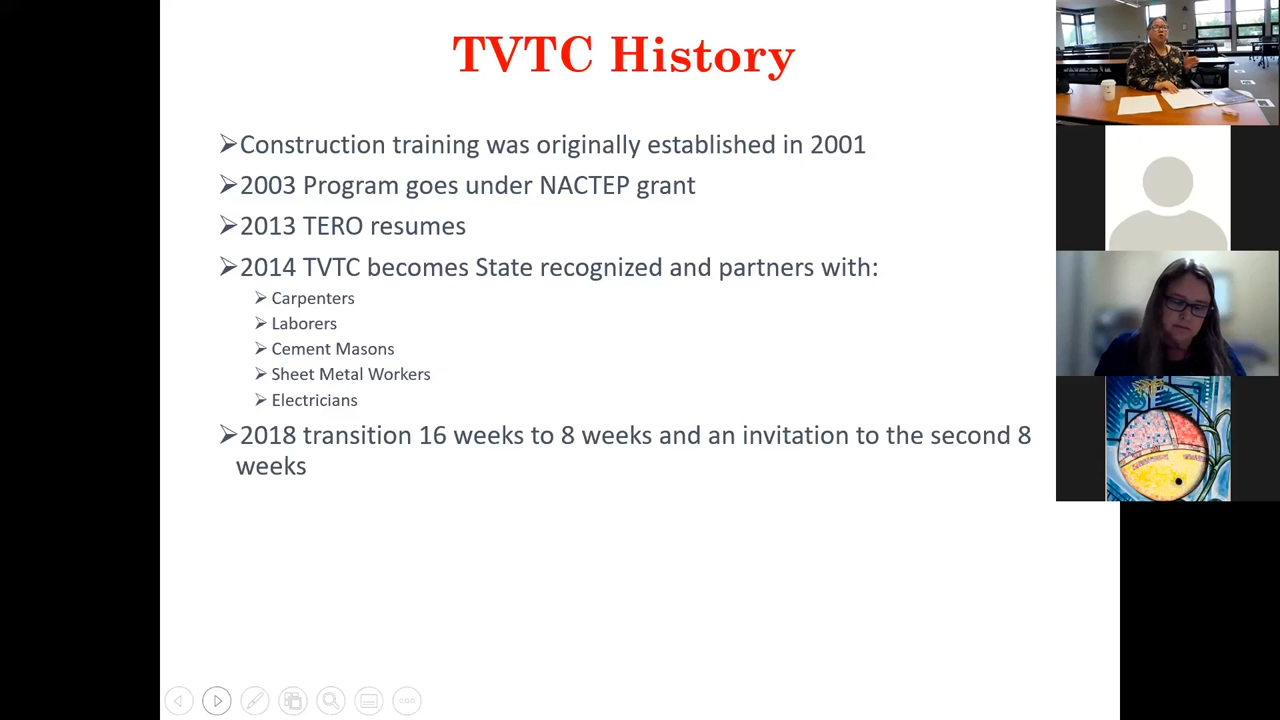 TVTC History
➢Construction training was originally established in 2001
➢2003 Program goes under NACTEP grant
➢2013 TERO resumes
➢2014 TVTC becomes State recognized and partners with:
➢Carpenters
➢Laborers
➢Cement Masons
➢Sheet Metal Workers
➢Electricians
➢2018 transition 16 weeks to 8 weeks and an invitation to the second 8
weeks